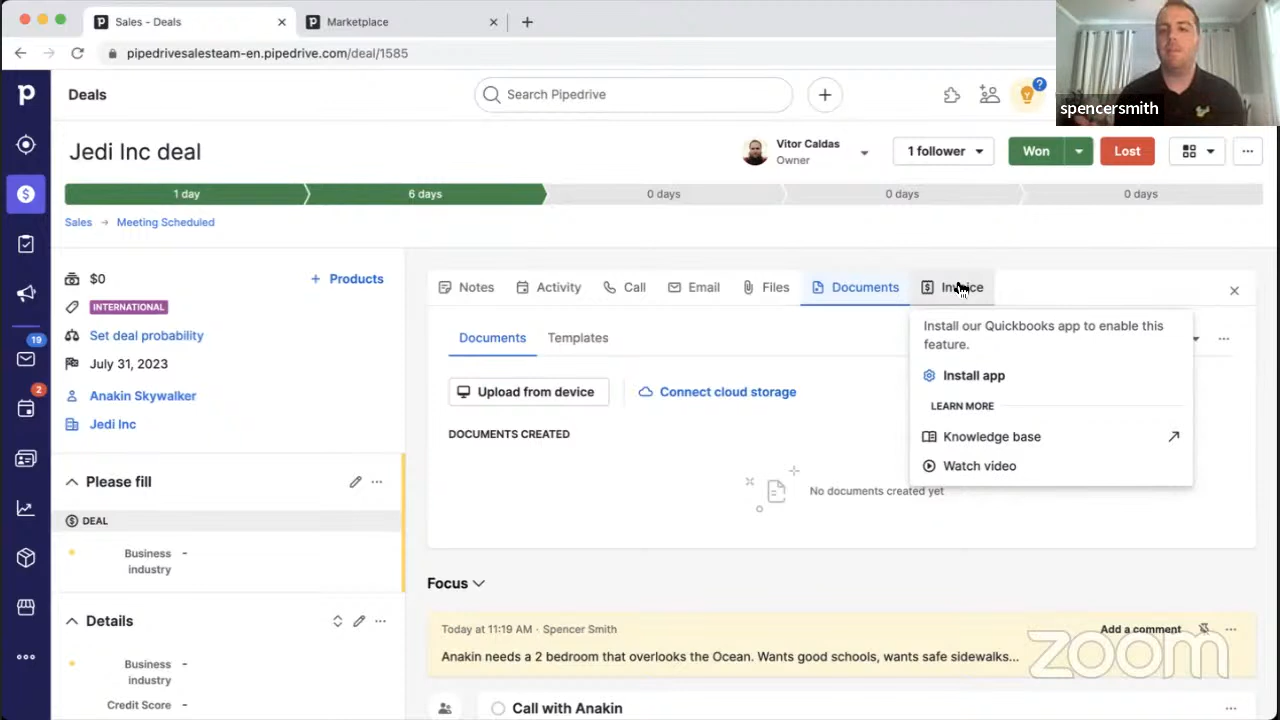 Sales - Deals
Marketplace
pipedrivesalesteam-en.pipedrive.com/deal/1585
Deals
Search Pipedrive
?
spencersmith
Jedi Inc deal
Vitor Caldas
Owner
1 follower
Won
Lost
1 day
6 days
0 days
0 days
0 days
Sales → Meeting Scheduled
$0
+ Products
INTERNATIONAL
Set deal probability
July 31, 2023
Anakin Skywalker
Jedi Inc
19
2
Please fill
DEAL
Business
industry
-
Details
Business
industry
-
Credit Score -
Notes
Activity
Call
Email
Files
Documents
Invoice
Documents
Templates
Install our Quickbooks app to enable this
feature.
Install app
LEARN MORE
Knowledge base
Watch video
Upload from device
Connect cloud storage
DOCUMENTS CREATED
No documents created yet
Focus
Today at 11:19 AM · Spencer Smith
Add a comment
Anakin needs a 2 bedroom that overlooks the Ocean. Wants good schools, wants safe sidewalks...
zoom
Call with Anakin